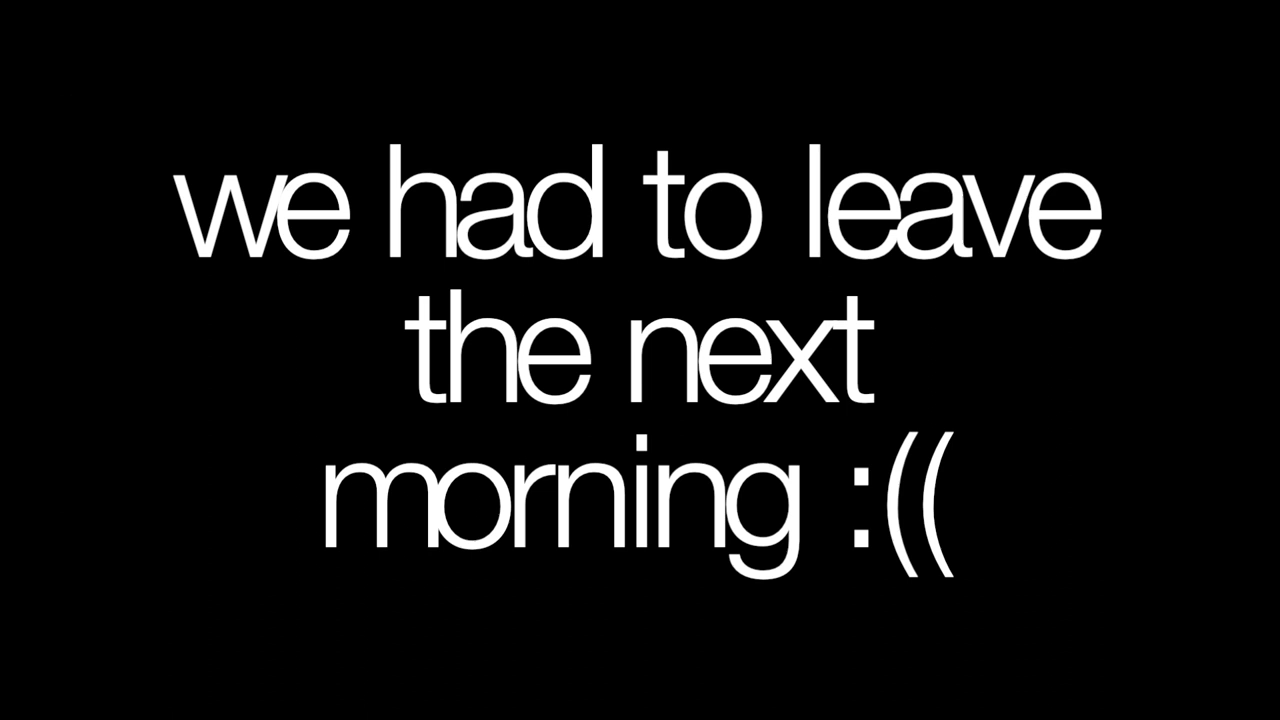 we had to leave
the next
morning :((